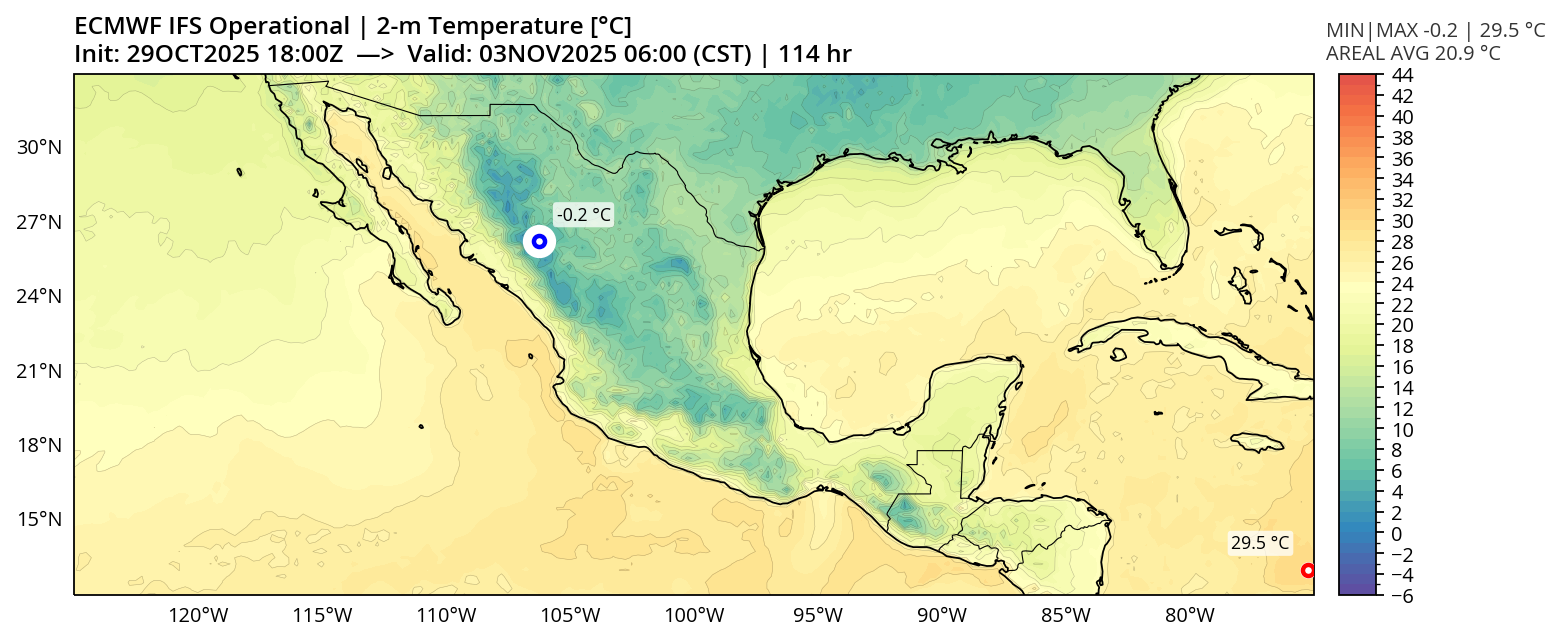 ECMWF IFS Operational | 2-m Temperature [°C]
Init: 29OCT2025 18:00Z —> Valid: 03NOV2025 06:00 (CST) | 114 hr
MIN|MAX -0.2 | 29.5 °C
AREAL AVG 20.9 °C
44
42
40
38
36
34
32
30
28
26
24
22
20
18
16
14
12
10
8
6
4
2
0
−2
−4
−6
30°N
27°N
24°N
21°N
18°N
15°N
-0.2 °C
29.5 °C
120°W
115°W
110°W
105°W
100°W
95°W
90°W
85°W
80°W